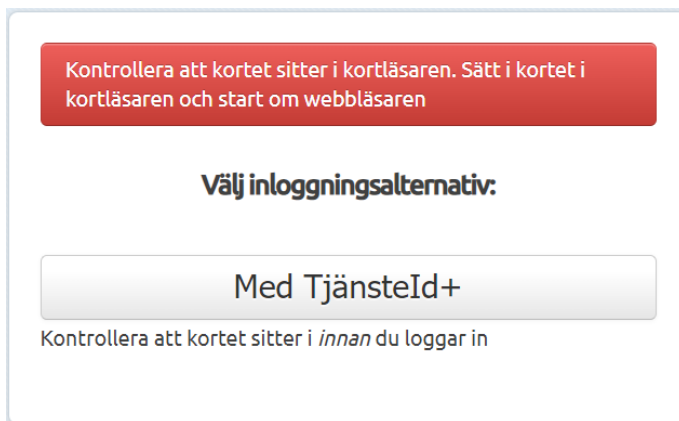 Kontrollera att kortet sitter i kortläsaren. Sätt i kortet i
kortläsaren och start om webbläsaren
Välj inloggningsalternativ:
Med TjänsteId+
Kontrollera att kortet sitter i innan du loggar in